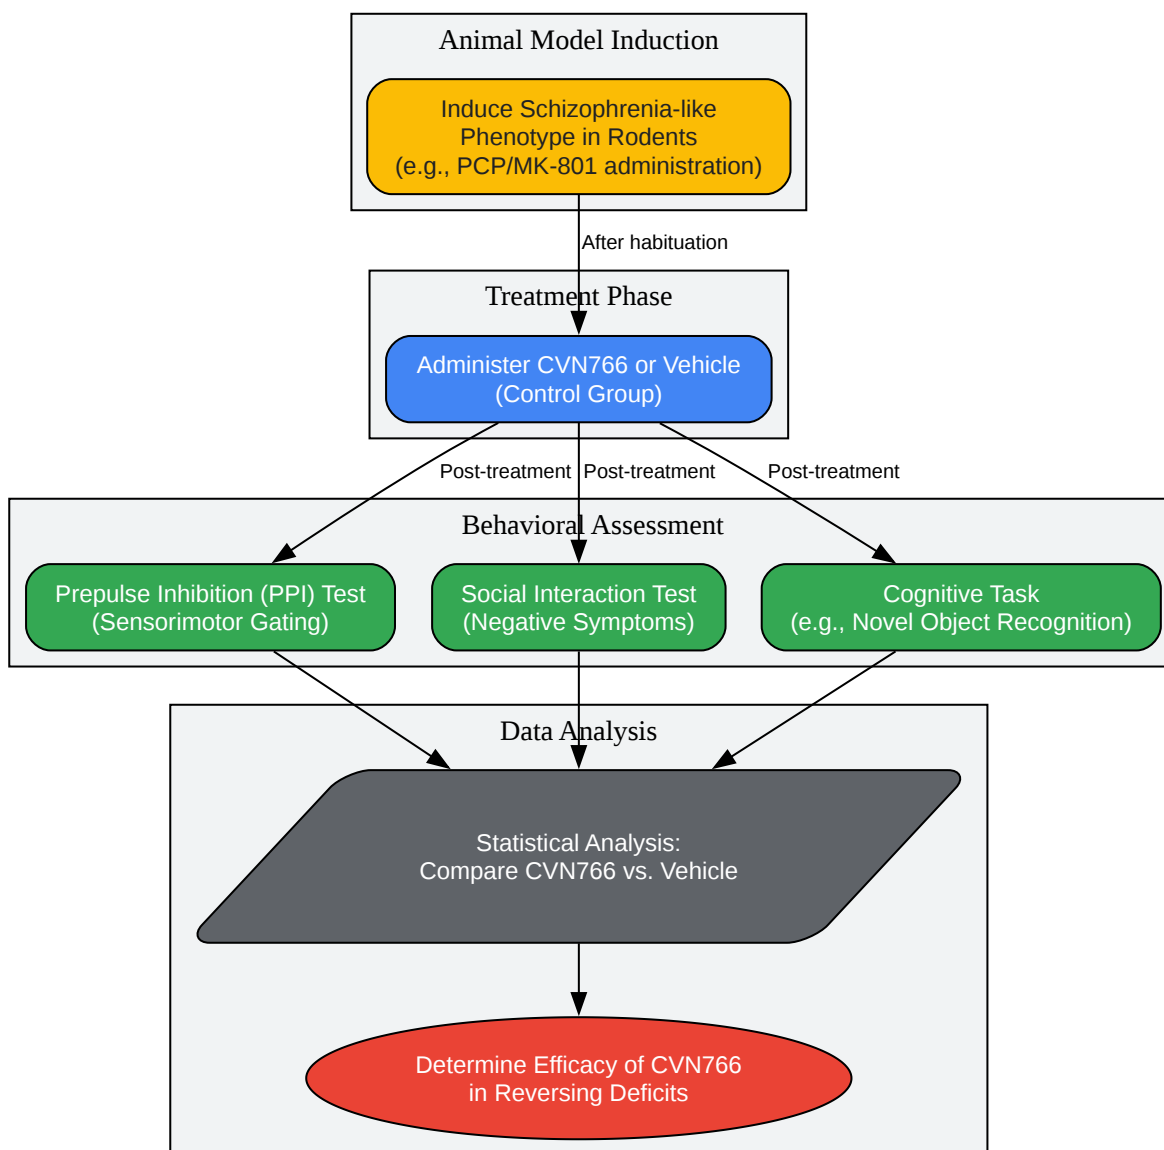 Animal Model Induction
Induce Schizophrenia-like
Phenotype in Rodents
(e.g., PCP/MK-801 administration)
After habituation
Treatment Phase
Administer CVN766 or Vehicle
(Control Group)
Post-treatment
Post-treatment
Post-treatment
Behavioral Assessment
Prepulse Inhibition (PPI) Test
(Sensorimotor Gating)
Social Interaction Test
(Negative Symptoms)
Cognitive Task
(e.g., Novel Object Recognition)
Data Analysis
Statistical Analysis:
Compare CVN766 vs. Vehicle
Determine Efficacy of CVN766
in Reversing Deficits